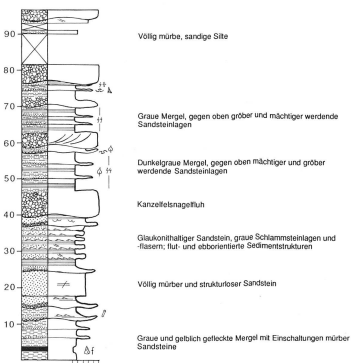 90
Völlig mürbe, sandige Silte
80
70
Graue Mergel, gegen oben gröber und mächtiger werdende
Sandsteinlagen
60
Dunkelgraue Mergel, gegen oben mächtiger und gröber
werdende Sandsteinlagen
50
Kanzelfelsnagelfluh
40
Glaukonithaltiger Sandstein, graue Schlammsteinlagen und
-flasern; flut- und ebborientierte Sedimentstrukturen
30
20
Völlig mürber und strukturloser Sandstein
10
Graue und gelblich gefleckte Mergel mit Einschaltungen mürber
Sandsteine
f